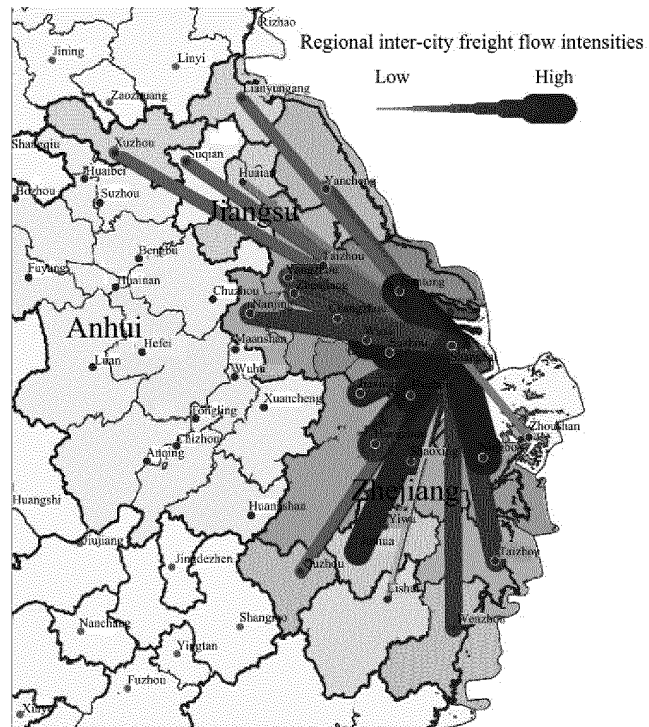 Rizhao
Regional inter-city freight flow intensities
Jining
Linyi
Low
High
Zaozhuang
Lianyungang
Xuzhou
Suqian
Shangqiu
Huaibei
Huaian
Bozhou
Suzhou
Yancheng
Jiangsu
Bengbu
Taizhou
Fuyang
Huainan
Chuzhou
Nanjing
Anhui
Hefei
Maanshan
Luan
Wuhu
Xuancheng
Tongling
Chizhou
Anqing
Zhoushan
Shaoxing
Zhejiang
Huangshi
Huangshan
Yiwu
Jiujiang
Jingdezhen
Quzhou
Taizhou
Lishui
Wenzhou
Nanchang
Shangrao
Yingtan
Fuzhou